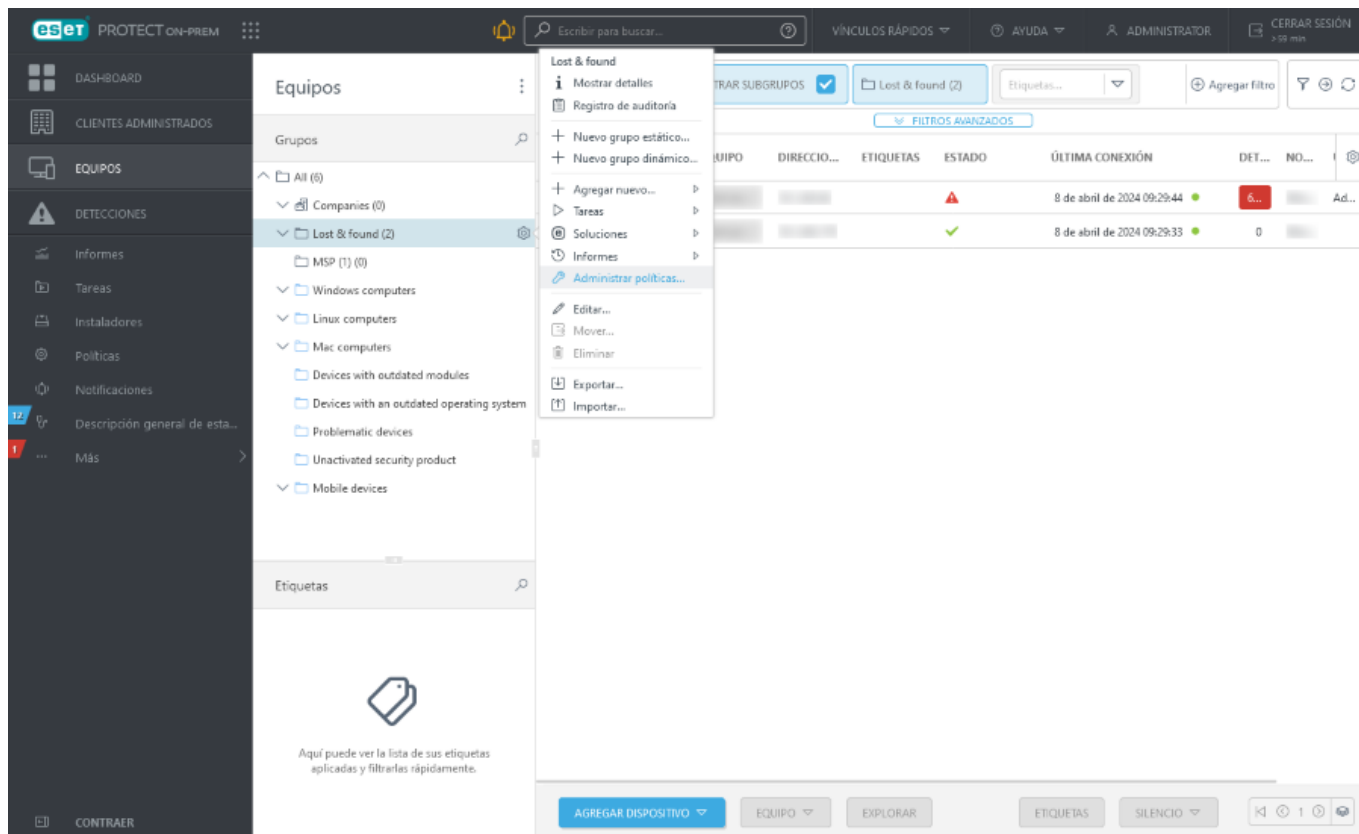 eset PROTECT ON-PREM
Escribir para buscar...
VÍNCULOS RÁPIDOS
AYUDA
ADMINISTRATOR
CERRAR SESIÓN
> 59 min
DASHBOARD
CLIENTES ADMINISTRADOS
EQUIPOS
DETECCIONES
Informes
Tareas
Instaladores
Políticas
Notificaciones
12
Descripción general de esta...
1
Más
CONTRAER
Equipos
Grupos
All (6)
Companies (0)
Lost & found (2)
MSP (1) (0)
Windows computers
Linux computers
Mac computers
Devices with outdated modules
Devices with an outdated operating system
Problematic devices
Unactivated security product
Mobile devices
Etiquetas
Aquí puede ver la lista de sus etiquetas
aplicadas y filtrarlas rápidamente.
Lost & found
Mostrar detalles
Registro de auditoría
Nuevo grupo estático...
Nuevo grupo dinámico...
Agregar nuevo...
Tareas
Soluciones
Informes
Administrar políticas...
Editar...
Mover...
Eliminar
Exportar...
Importar...
TRAR SUBGRUPOS
Lost & found (2)
Etiquetas...
Agregar filtro
FILTROS AVANZADOS
UIPO DIRECCIO... ETIQUETAS ESTADO ÚLTIMA CONEXIÓN DET... NO...
8 de abril de 2024 09:29:44 6... Ad...
8 de abril de 2024 09:29:33 0
AGREGAR DISPOSITIVO
EQUIPO
EXPLORAR
ETIQUETAS
SILENCIO
1